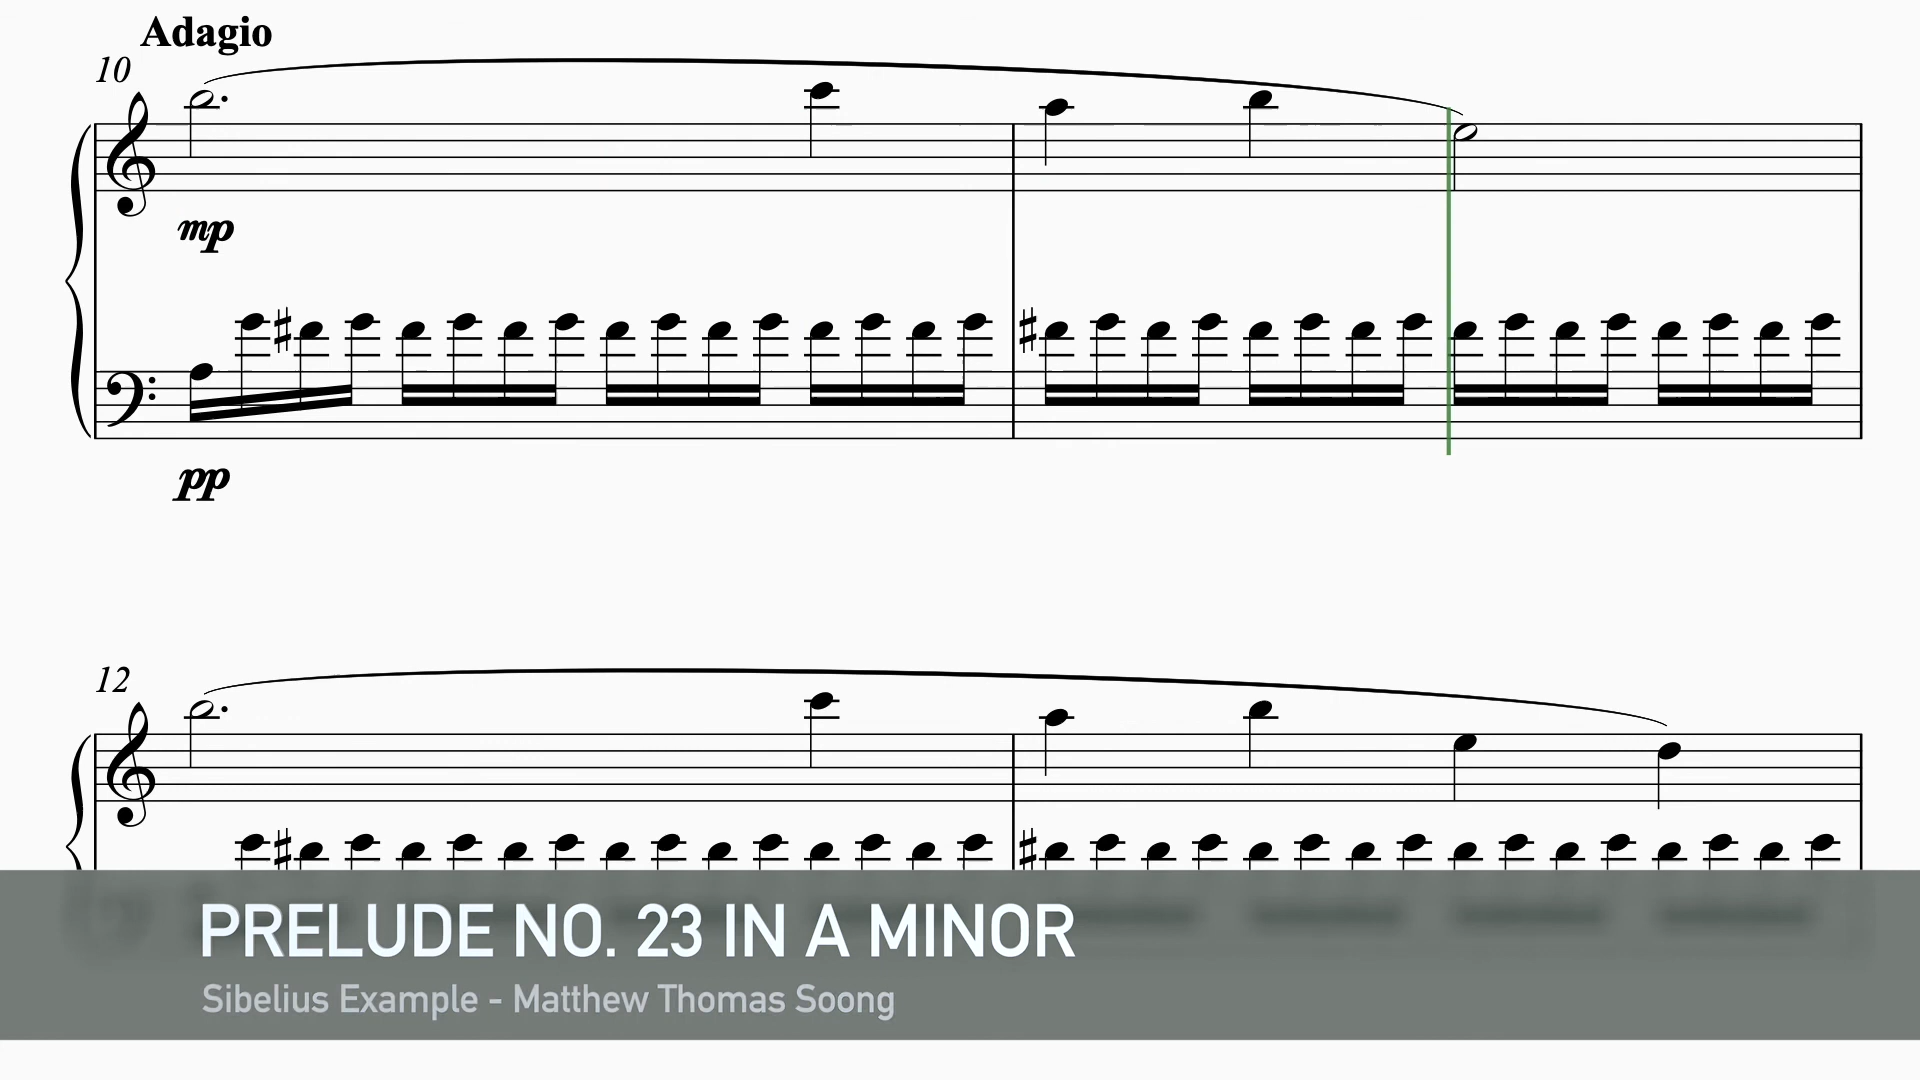 Adagio
10
mp
pp
12
PRELUDE NO. 23 IN A MINOR
Sibelius Example - Matthew Thomas Soong